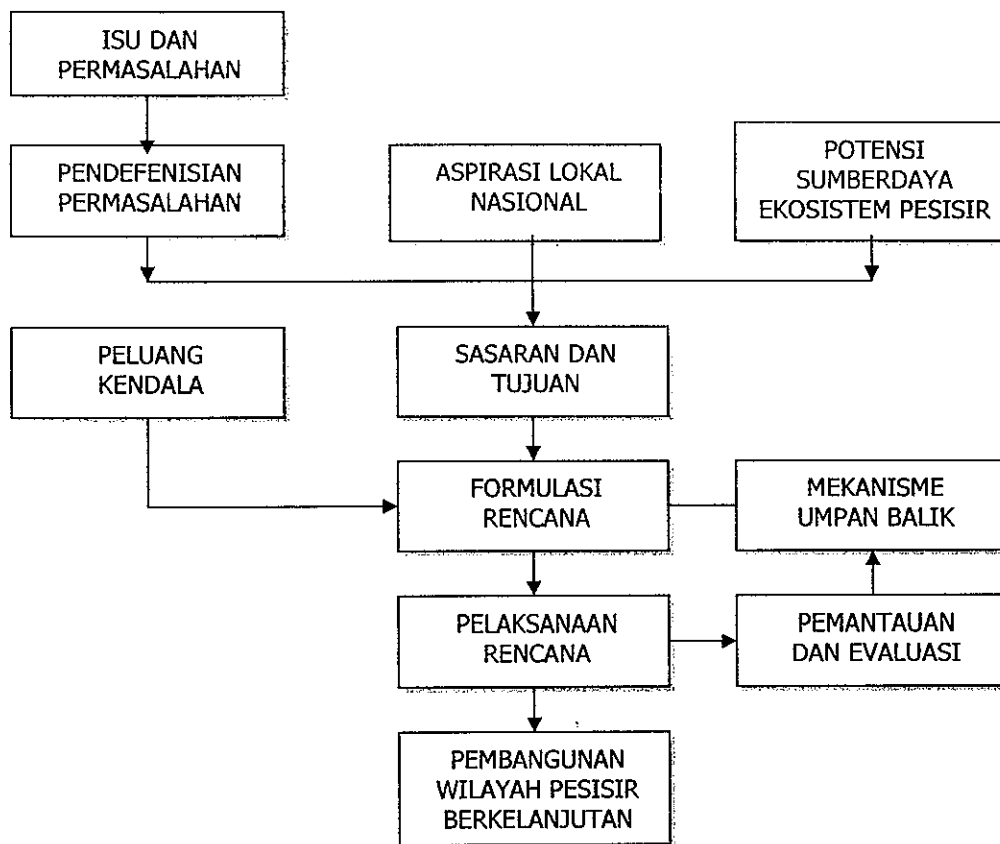 ISU DAN
PERMASALAHAN
PENDEFENISIAN
PERMASALAHAN
ASPIRASI LOKAL
NASIONAL
POTENSI
SUMBERDAYA
EKOSISTEM PESISIR
PELUANG
KENDALA
SASARAN DAN
TUJUAN
FORMULASI
RENCANA
MEKANISME
UMPAN BALIK
PELAKSANAAN
RENCANA
PEMANTAUAN
DAN EVALUASI
PEMBANGUNAN
WILAYAH PESISIR
BERKELANJUTAN